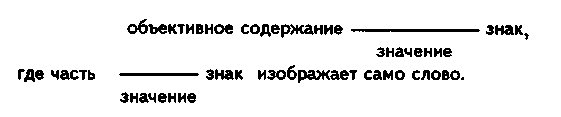 объективное содержание ——— знак,
значение
где часть ——— знак изображает само слово.
значение